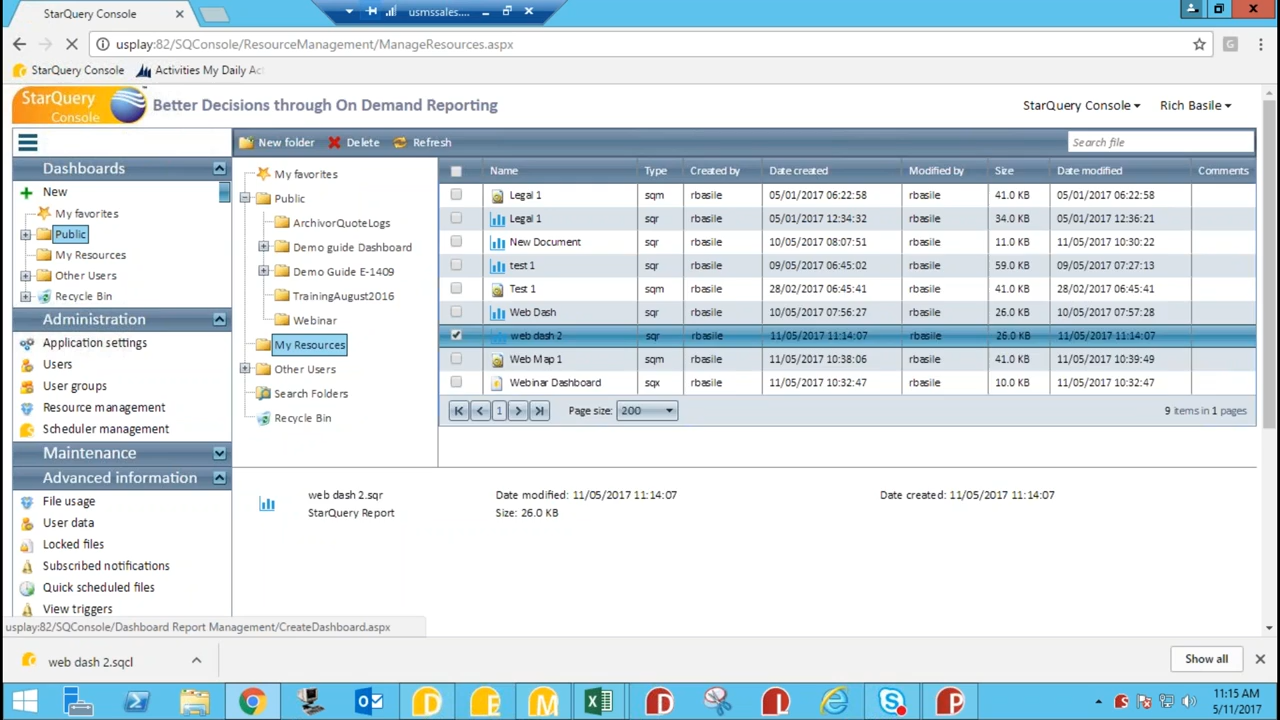 StarQuery Console
usmssales....
usplay:82/SQConsole/ResourceManagement/ManageResources.aspx
StarQuery Console
Activities My Daily Act
StarQuery
Console
Better Decisions through On Demand Reporting
StarQuery Console
Rich Basile
New folder
Delete
Refresh
Search file
Dashboards
New
My favorites
Public
My Resources
Other Users
Recycle Bin
Administration
Application settings
Users
User groups
Resource management
Scheduler management
Maintenance
Advanced information
File usage
User data
Locked files
Subscribed notifications
Quick scheduled files
View triggers
My favorites
Public
ArchivorQuoteLogs
Demo guide Dashboard
Demo Guide E-1409
TrainingAugust2016
Webinar
My Resources
Other Users
Search Folders
Recycle Bin
Name Type Created by Date created Modified by Size Date modified Comments
Legal 1 sqm rbasile 05/01/2017 06:22:58 rbasile 41.0 KB 05/01/2017 06:22:58
Legal 1 sqr rbasile 05/01/2017 12:34:32 rbasile 34.0 KB 05/01/2017 12:36:21
New Document sqr rbasile 10/05/2017 08:07:51 rbasile 11.0 KB 11/05/2017 10:30:22
test 1 sqr rbasile 09/05/2017 06:45:02 rbasile 59.0 KB 09/05/2017 07:27:13
Test 1 sqm rbasile 28/02/2017 06:45:41 rbasile 41.0 KB 28/02/2017 06:45:41
Web Dash sqr rbasile 10/05/2017 07:56:27 rbasile 26.0 KB 10/05/2017 07:57:28
web dash 2 sqr rbasile 11/05/2017 11:14:07 rbasile 26.0 KB 11/05/2017 11:14:07
Web Map 1 sqm rbasile 11/05/2017 10:38:06 rbasile 41.0 KB 11/05/2017 10:39:49
Webinar Dashboard sqx rbasile 11/05/2017 10:32:47 rbasile 10.0 KB 11/05/2017 10:32:47
1 Page size: 200 9 items in 1 pages
web dash 2.sqr Date modified: 11/05/2017 11:14:07 Date created: 11/05/2017 11:14:07
StarQuery Report Size: 26.0 KB
usplay:82/SQConsole/Dashboard Report Management/CreateDashboard.aspx
web dash 2.sqcl
Show all
11:15 AM
5/11/2017